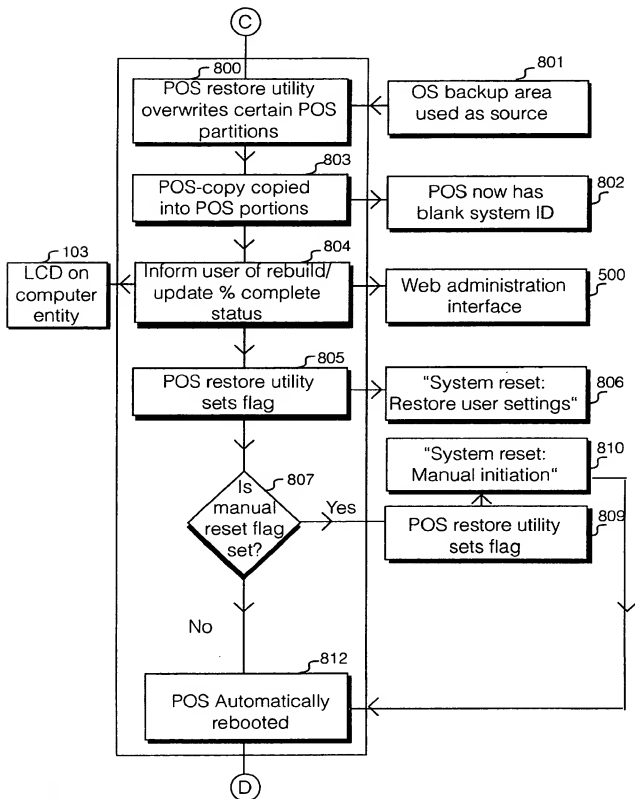 C
800
POS restore utility
overwrites certain POS
partitions
801
OS backup area
used as source
803
POS-copy copied
into POS portions
802
POS now has
blank system ID
103
LCD on
computer
entity
804
Inform user of rebuild/
update % complete
status
500
Web administration
interface
805
POS restore utility
sets flag
806
"System reset:
Restore user settings"
807
Is
manual
reset flag
set?
Yes
810
"System reset:
Manual initiation"
809
POS restore utility
sets flag
No
812
POS Automatically
rebooted
D